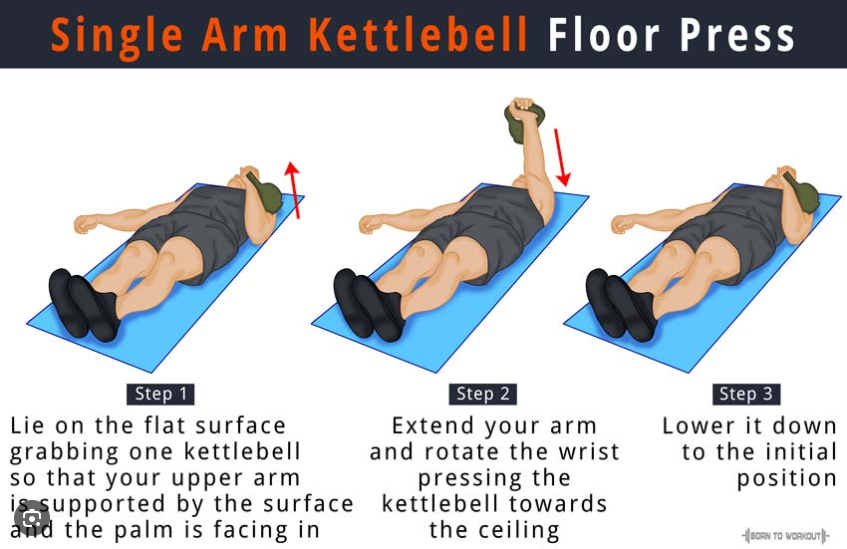 Single Arm Kettlebell Floor Press
Step 1
Lie on the flat surface
grabbing one kettlebell
so that your upper arm
is supported by the surface
and the palm is facing in
Step 2
Extend your arm
and rotate the wrist
pressing the
kettlebell towards
the ceiling
Step 3
Lower it down
to the initial
position
BORN TO WORKOUT